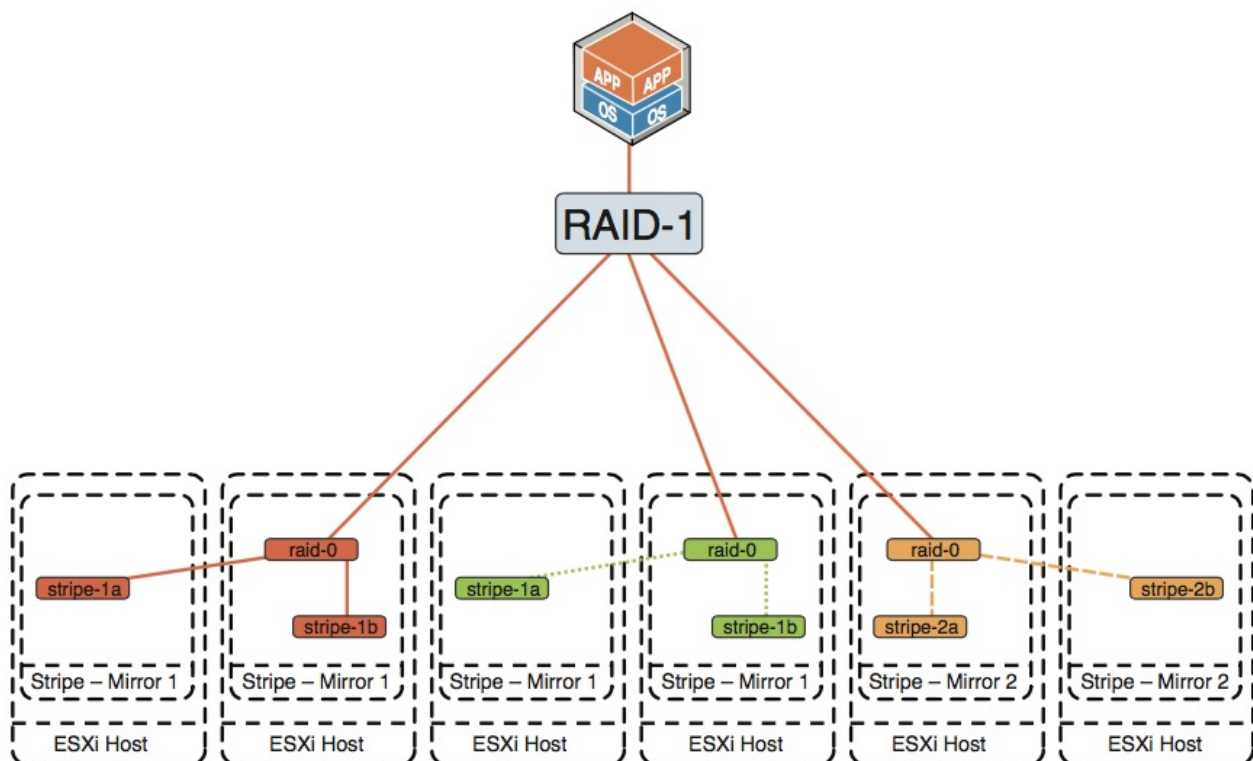 APP APP
OS OS
RAID-1
raid-0
raid-0
raid-0
stripe-1a
stripe-1a
stripe-2b
stripe-1b
stripe-1b
stripe-2a
Stripe – Mirror 1
Stripe – Mirror 1
Stripe – Mirror 1
Stripe – Mirror 1
Stripe – Mirror 2
Stripe – Mirror 2
ESXi Host
ESXi Host
ESXi Host
ESXi Host
ESXi Host
ESXi Host